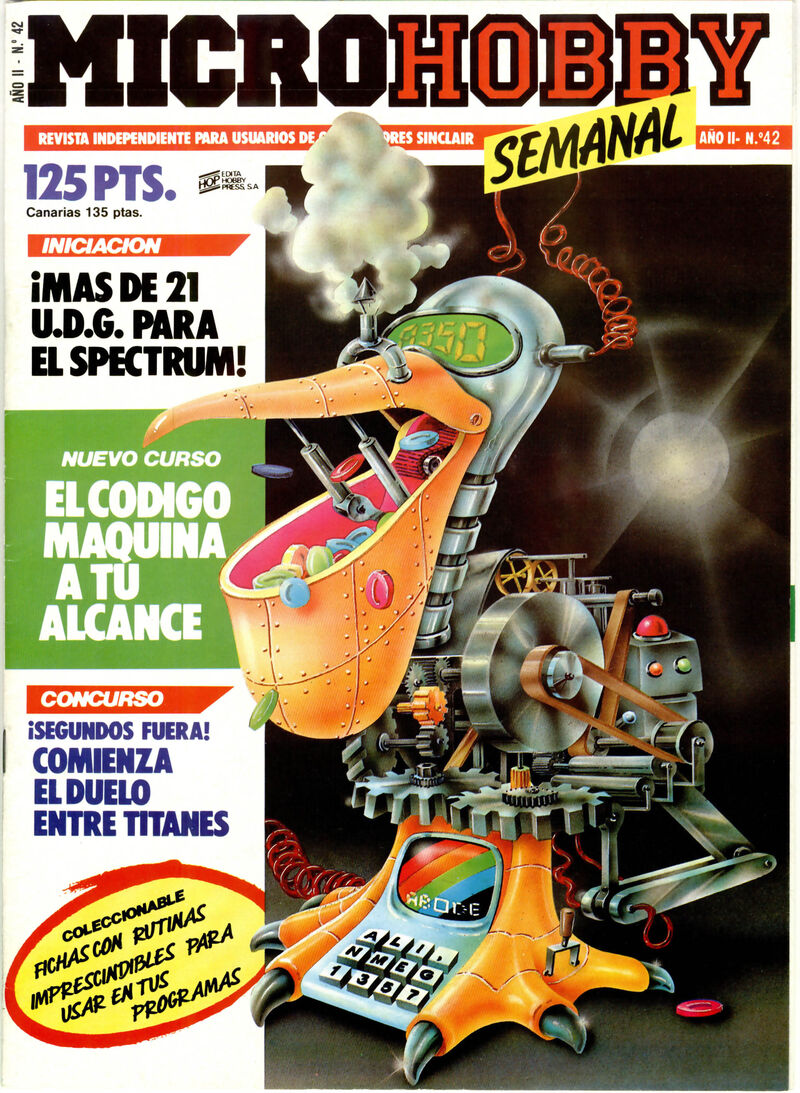 AÑO II - N.º 42
MICROHOBBY
REVISTA INDEPENDIENTE PARA USUARIOS DE
ORES SINCLAIR
SEMANAL
AÑO II- N.º42
125 PTS.
Canarias 135 ptas.
HOP
EDITA
HOBBY
PRESS, S.A
INICIACION
¡MAS DE 21
U.D.G. PARA
EL SPECTRUM!
NUEVO CURSO
EL CODIGO
MAQUINA
A TU
ALCANCE
CONCURSO
¡SEGUNDOS FUERA!
COMIENZA
EL DUELO
ENTRE TITANES
COLECCIONABLE
FICHAS CON RUTINAS
IMPRESCINDIBLES PARA
USAR EN TUS
PROGRAMAS
ABODE
A L I ,
N M E G
1 3 5 7